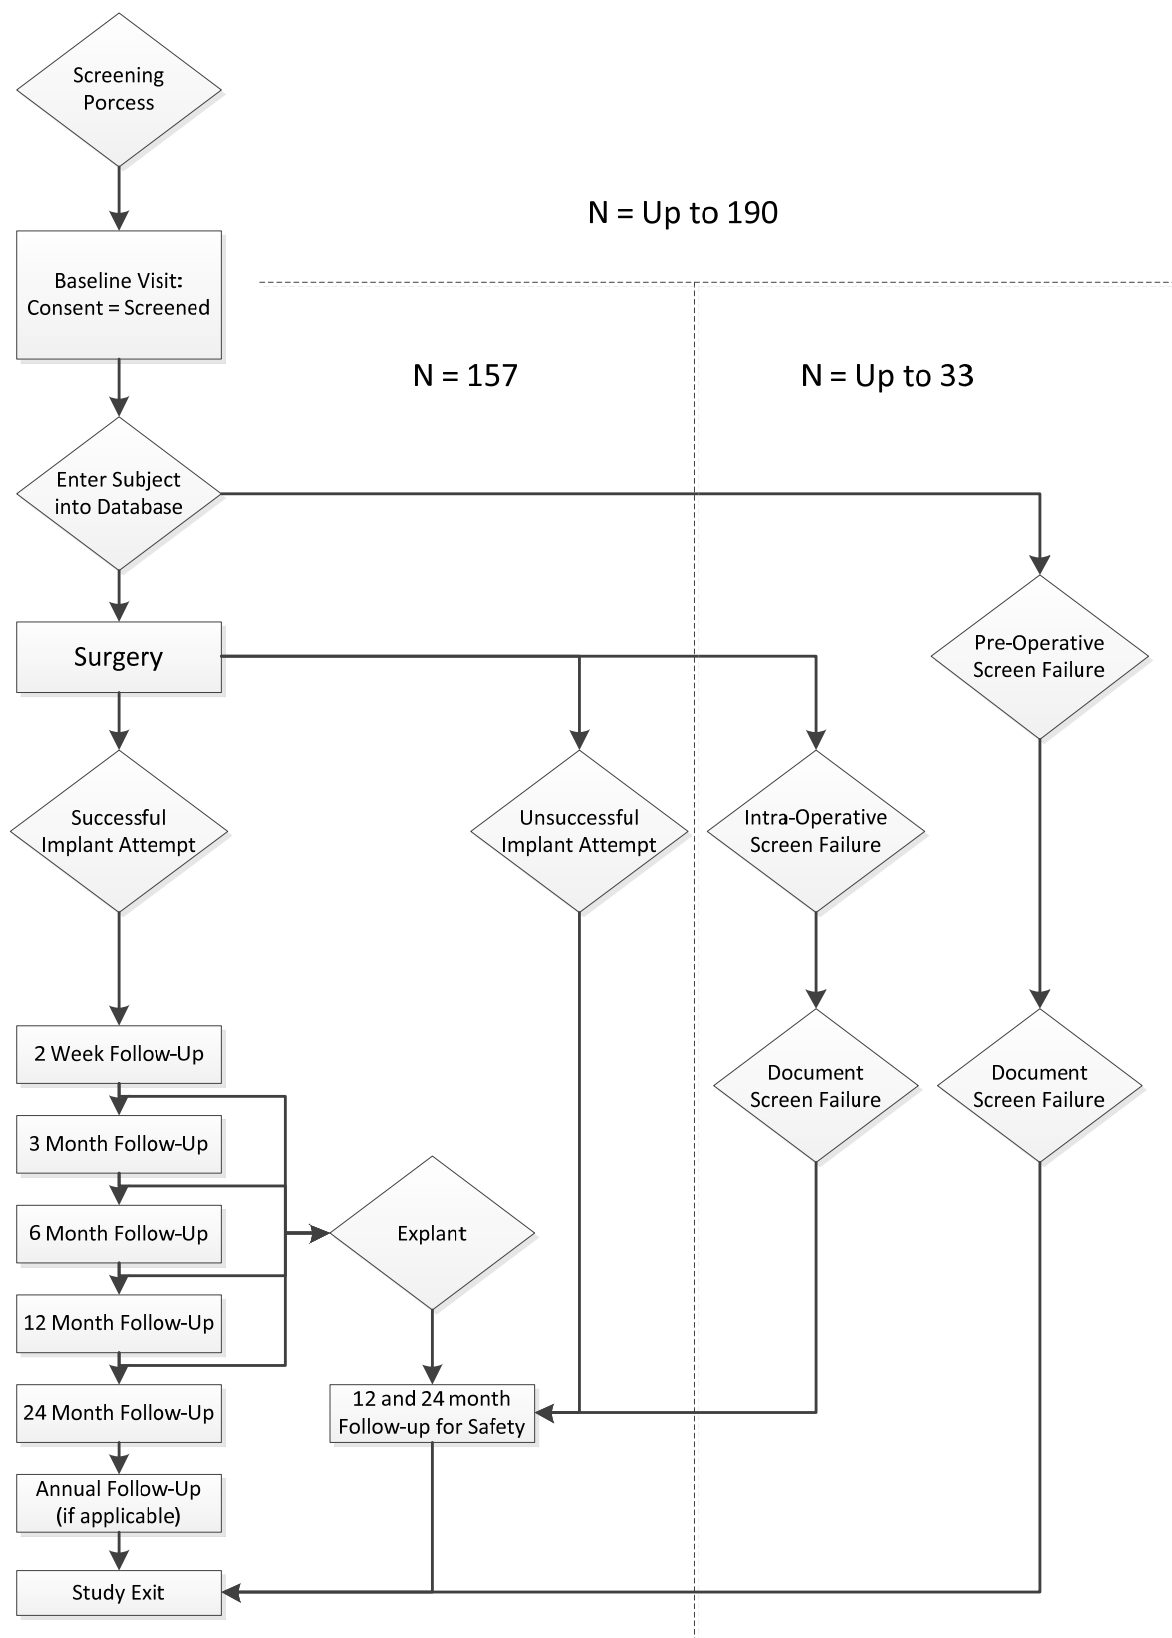 Screening
Porcess
N = Up to 190
Baseline Visit:
Consent = Screened
N = 157
N = Up to 33
Enter Subject
into Database
Surgery
Pre-Operative
Screen Failure
Successful
Implant Attempt
Unsuccessful
Implant Attempt
Intra-Operative
Screen Failure
2 Week Follow-Up
Document
Screen Failure
Document
Screen Failure
3 Month Follow-Up
6 Month Follow-Up
Explant
12 Month Follow-Up
24 Month Follow-Up
12 and 24 month
Follow-up for Safety
Annual Follow-Up
(if applicable)
Study Exit